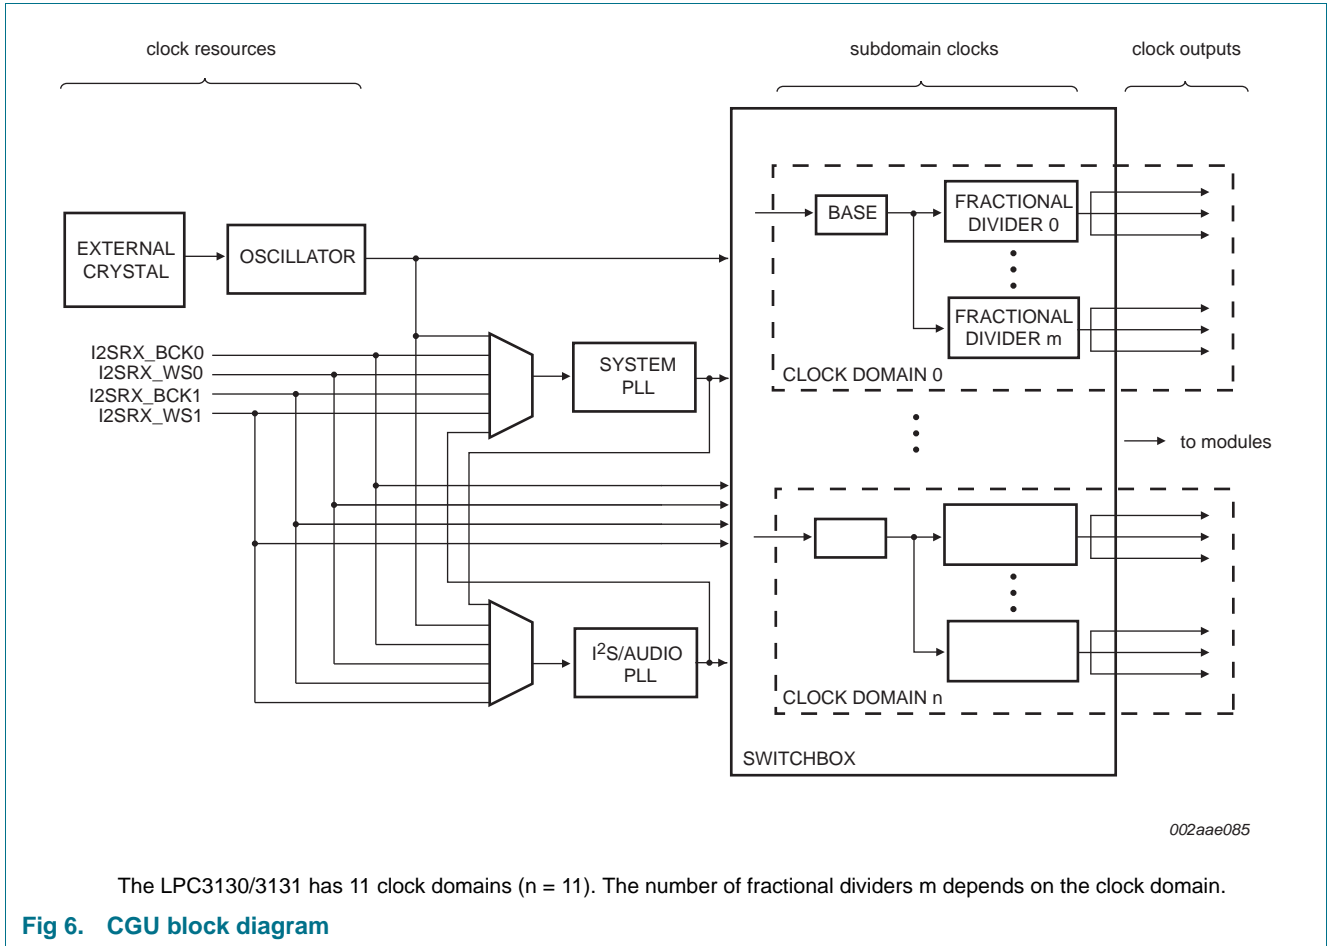 clock resources
subdomain clocks
clock outputs
EXTERNAL
CRYSTAL
OSCILLATOR
I2SRX_BCK0
I2SRX_WS0
I2SRX_BCK1
I2SRX_WS1
SYSTEM
PLL
I2S/AUDIO
PLL
BASE
FRACTIONAL
DIVIDER 0
FRACTIONAL
DIVIDER m
CLOCK DOMAIN 0
to modules
CLOCK DOMAIN n
SWITCHBOX
002aae085
The LPC3130/3131 has 11 clock domains (n = 11). The number of fractional dividers m depends on the clock domain.
Fig 6. CGU block diagram